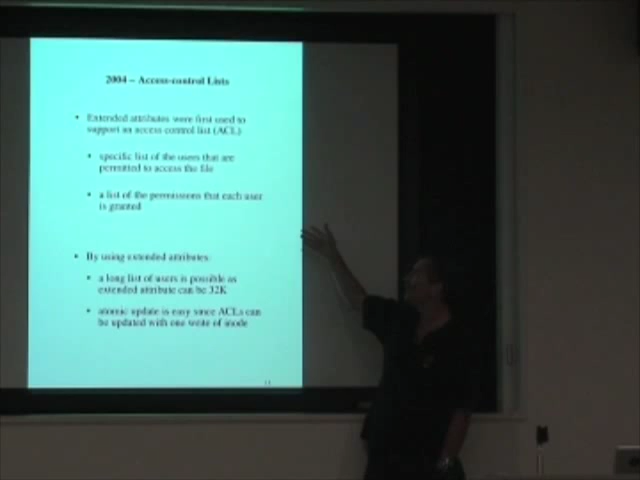 2004 – Access-control Lists
• Extended attributes were first used to
support an access control list (ACL)
• specific list of the users that are
permitted to access the file
• a list of the permissions that each user
is granted
• By using extended attributes:
• a long list of users is possible as
extended attribute can be 32K
• atomic update is easy since ACLs can
be updated with one write of inode